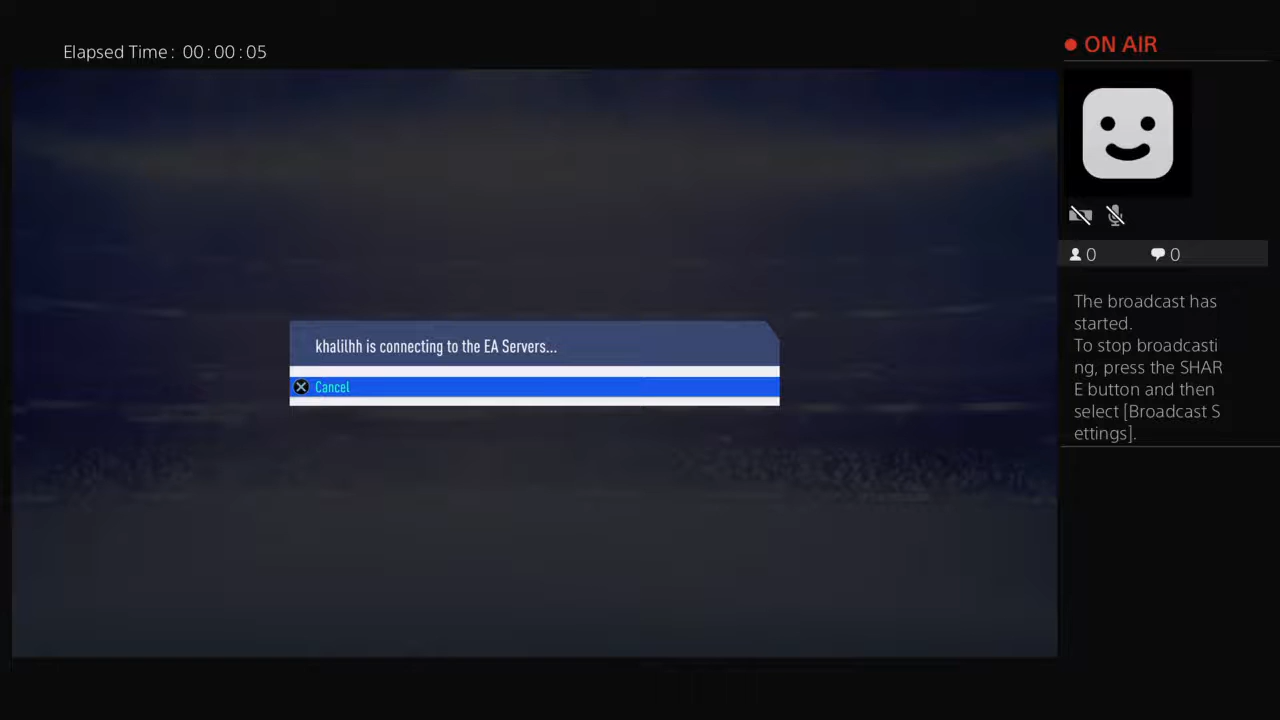 Elapsed Time: 00:00:05
ON AIR
0 0
khalilhh is connecting to the EA Servers...
Cancel
The broadcast has
started.
To stop broadcasti
ng, press the SHAR
E button and then
select [Broadcast S
ettings].